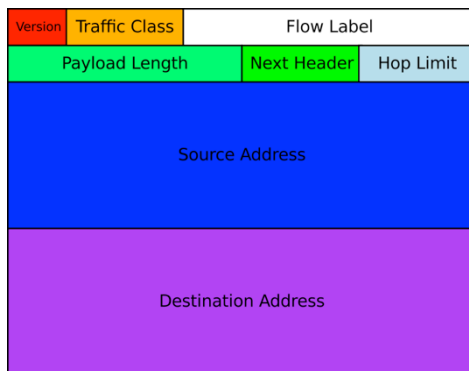 Version Traffic Class Flow Label
Payload Length Next Header Hop Limit
Source Address
Destination Address